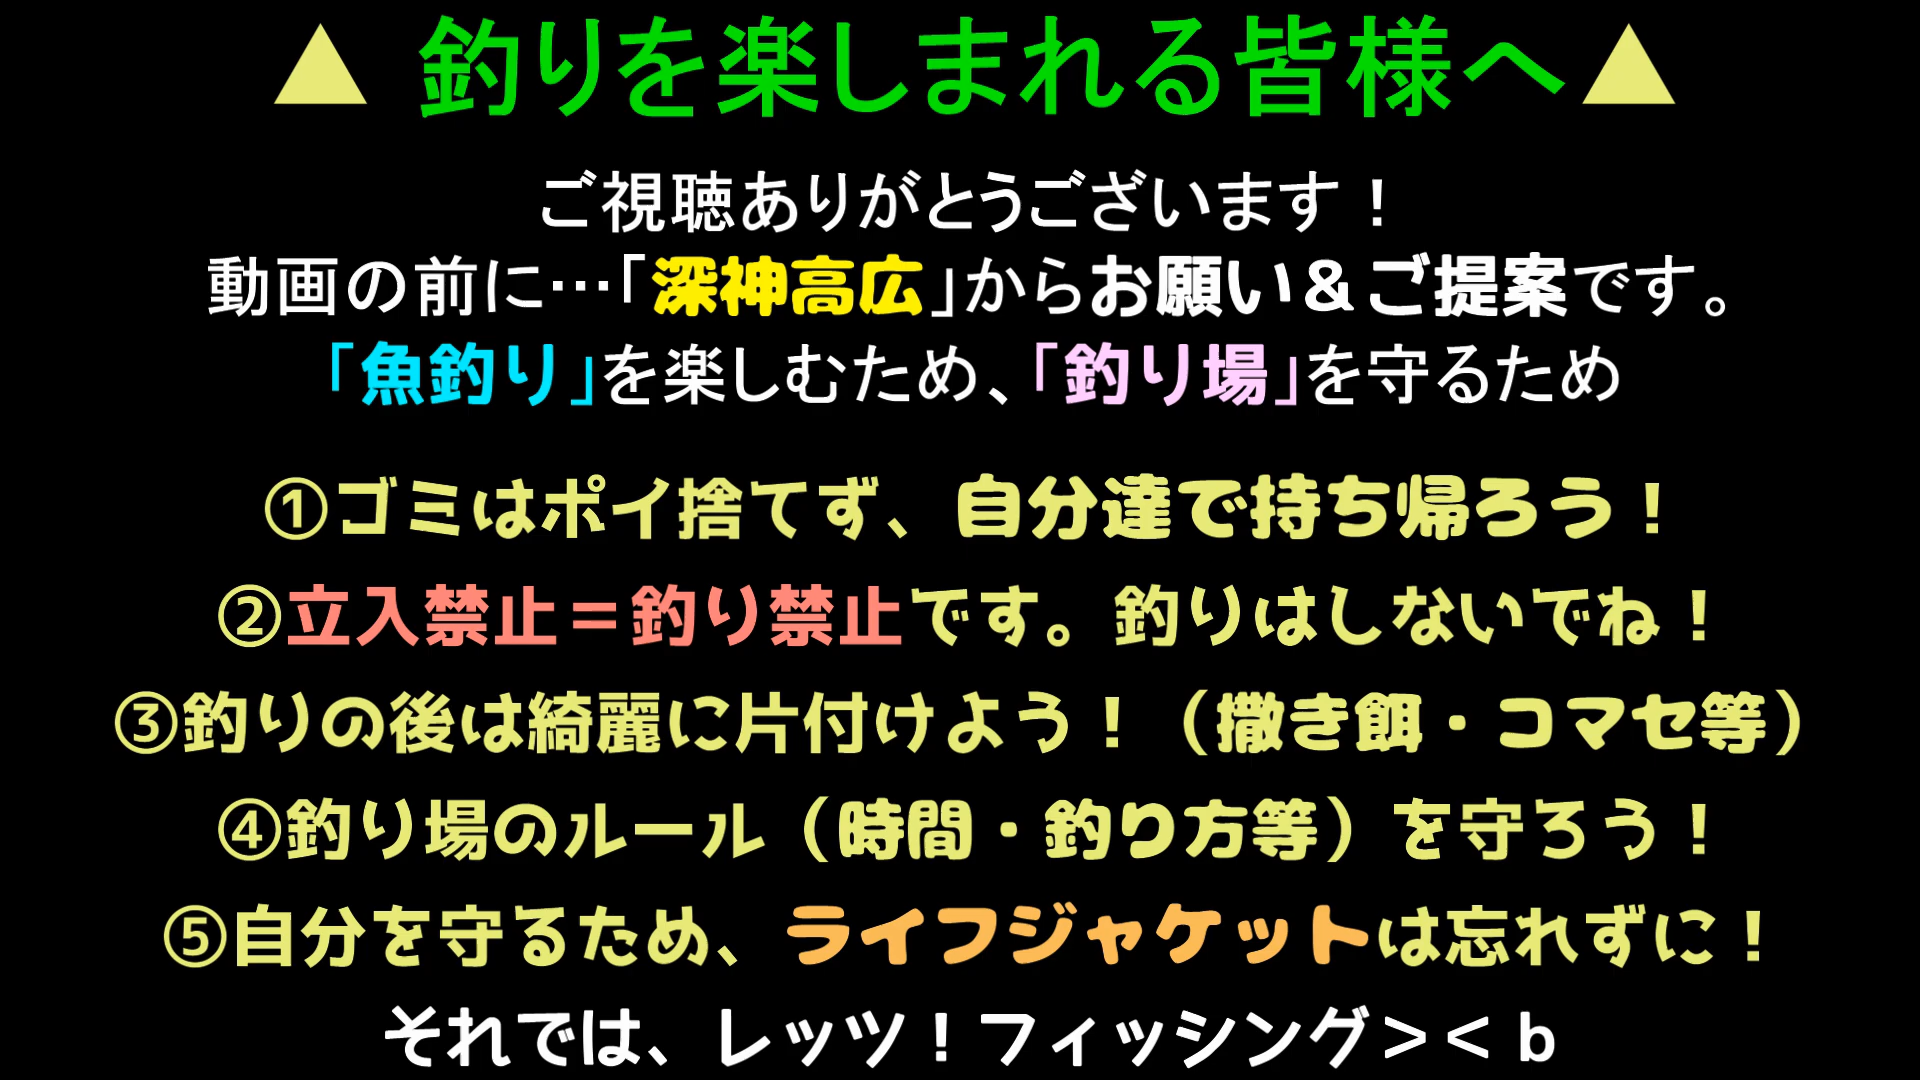 ▲ 釣りを楽しまれる皆様へ▲
ご視聴ありがとうございます！
動画の前に…「深神高広」からお願い＆ご提案です。
「魚釣り」を楽しむため、「釣り場」を守るため
①ゴミはポイ捨てず、自分達で持ち帰ろう！
②立入禁止＝釣り禁止です。釣りはしないでね！
③釣りの後は綺麗に片付けよう！（撒き餌・コマセ等）
④釣り場のルール（時間・釣り方等）を守ろう！
⑤自分を守るため、ライフジャケットは忘れずに！
それでは、レッツ！フィッシング＞＜ｂ